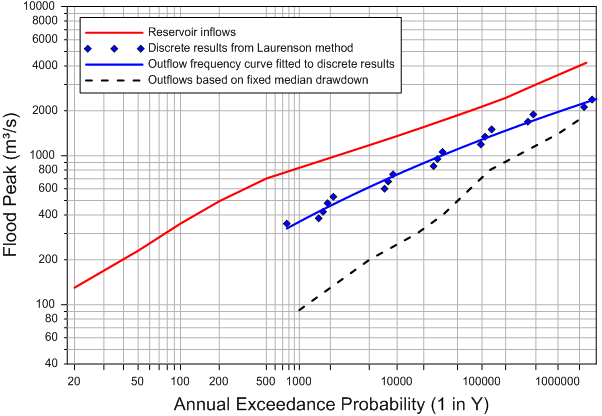 10000
8000
6000
4000
2000
1000
800
600
400
200
100
80
60
40
Flood Peak (m³/s)
Reservoir inflows
Discrete results from Laurenson method
Outflow frequency curve fitted to discrete results
Outflows based on fixed median drawdown
20 50 100 200 500 1000 10000 100000 1000000
Annual Exceedance Probability (1 in Y)